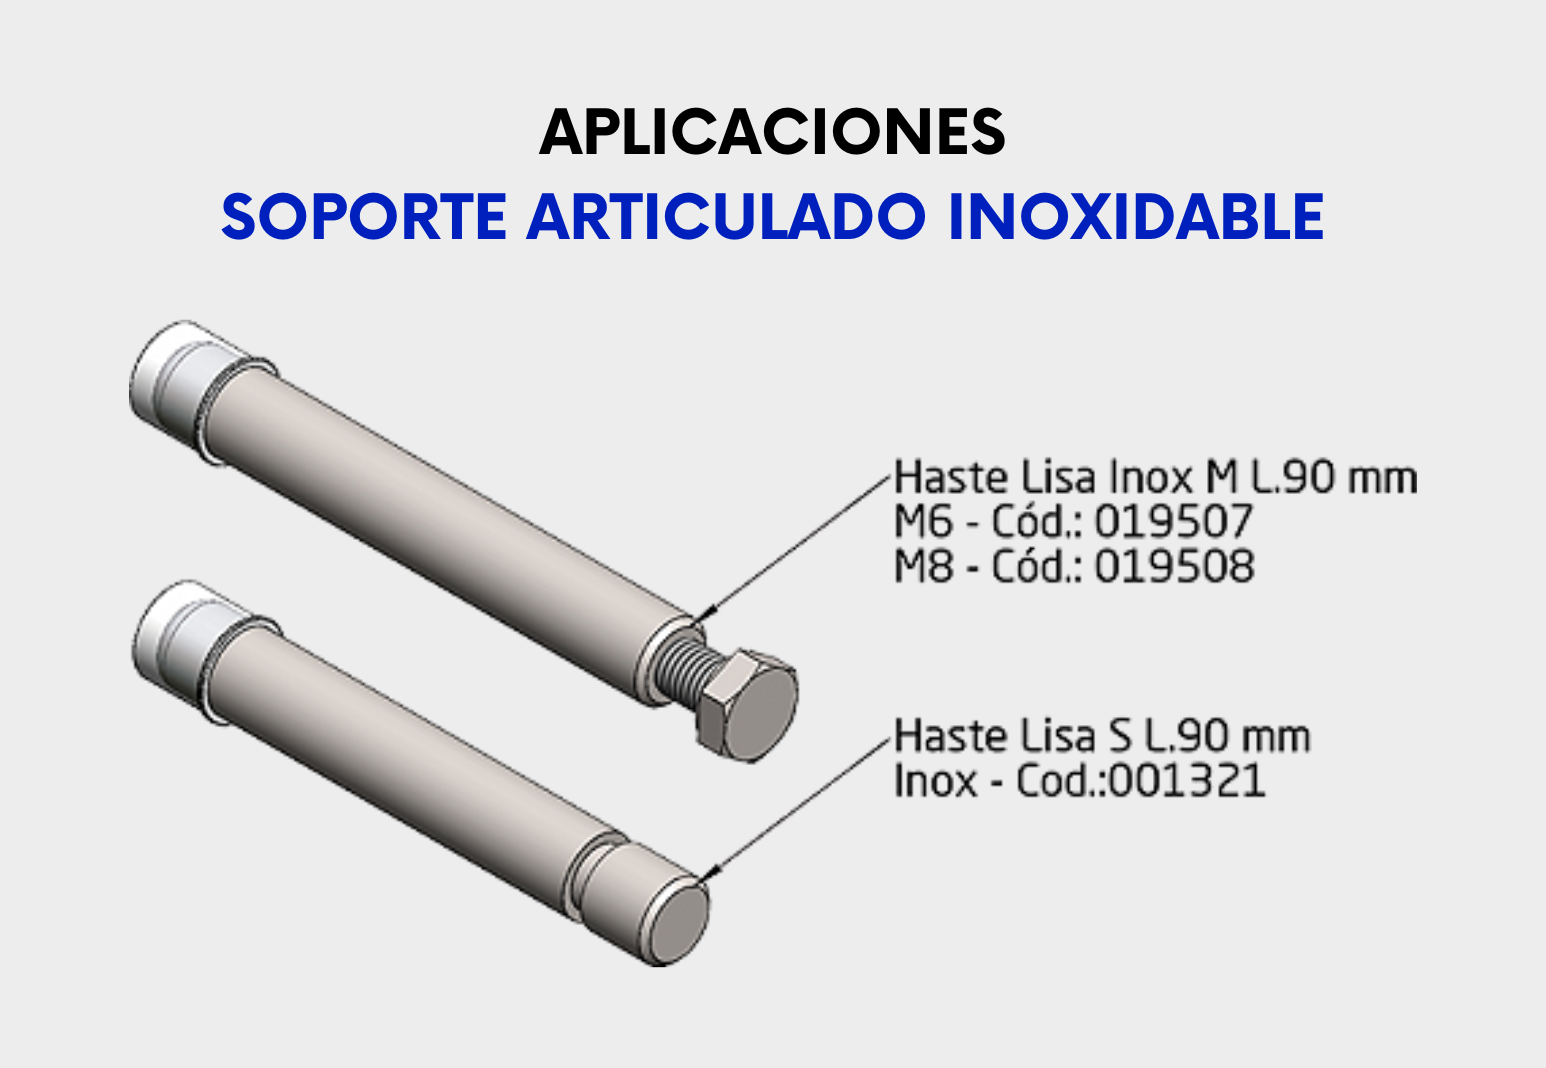 APLICACIONES
SOPORTE ARTICULADO INOXIDABLE
Haste Lisa Inox M L.90 mm
M6 - Cód.: 019507
M8 - Cód.: 019508
Haste Lisa S L.90 mm
Inox - Cod.:001321